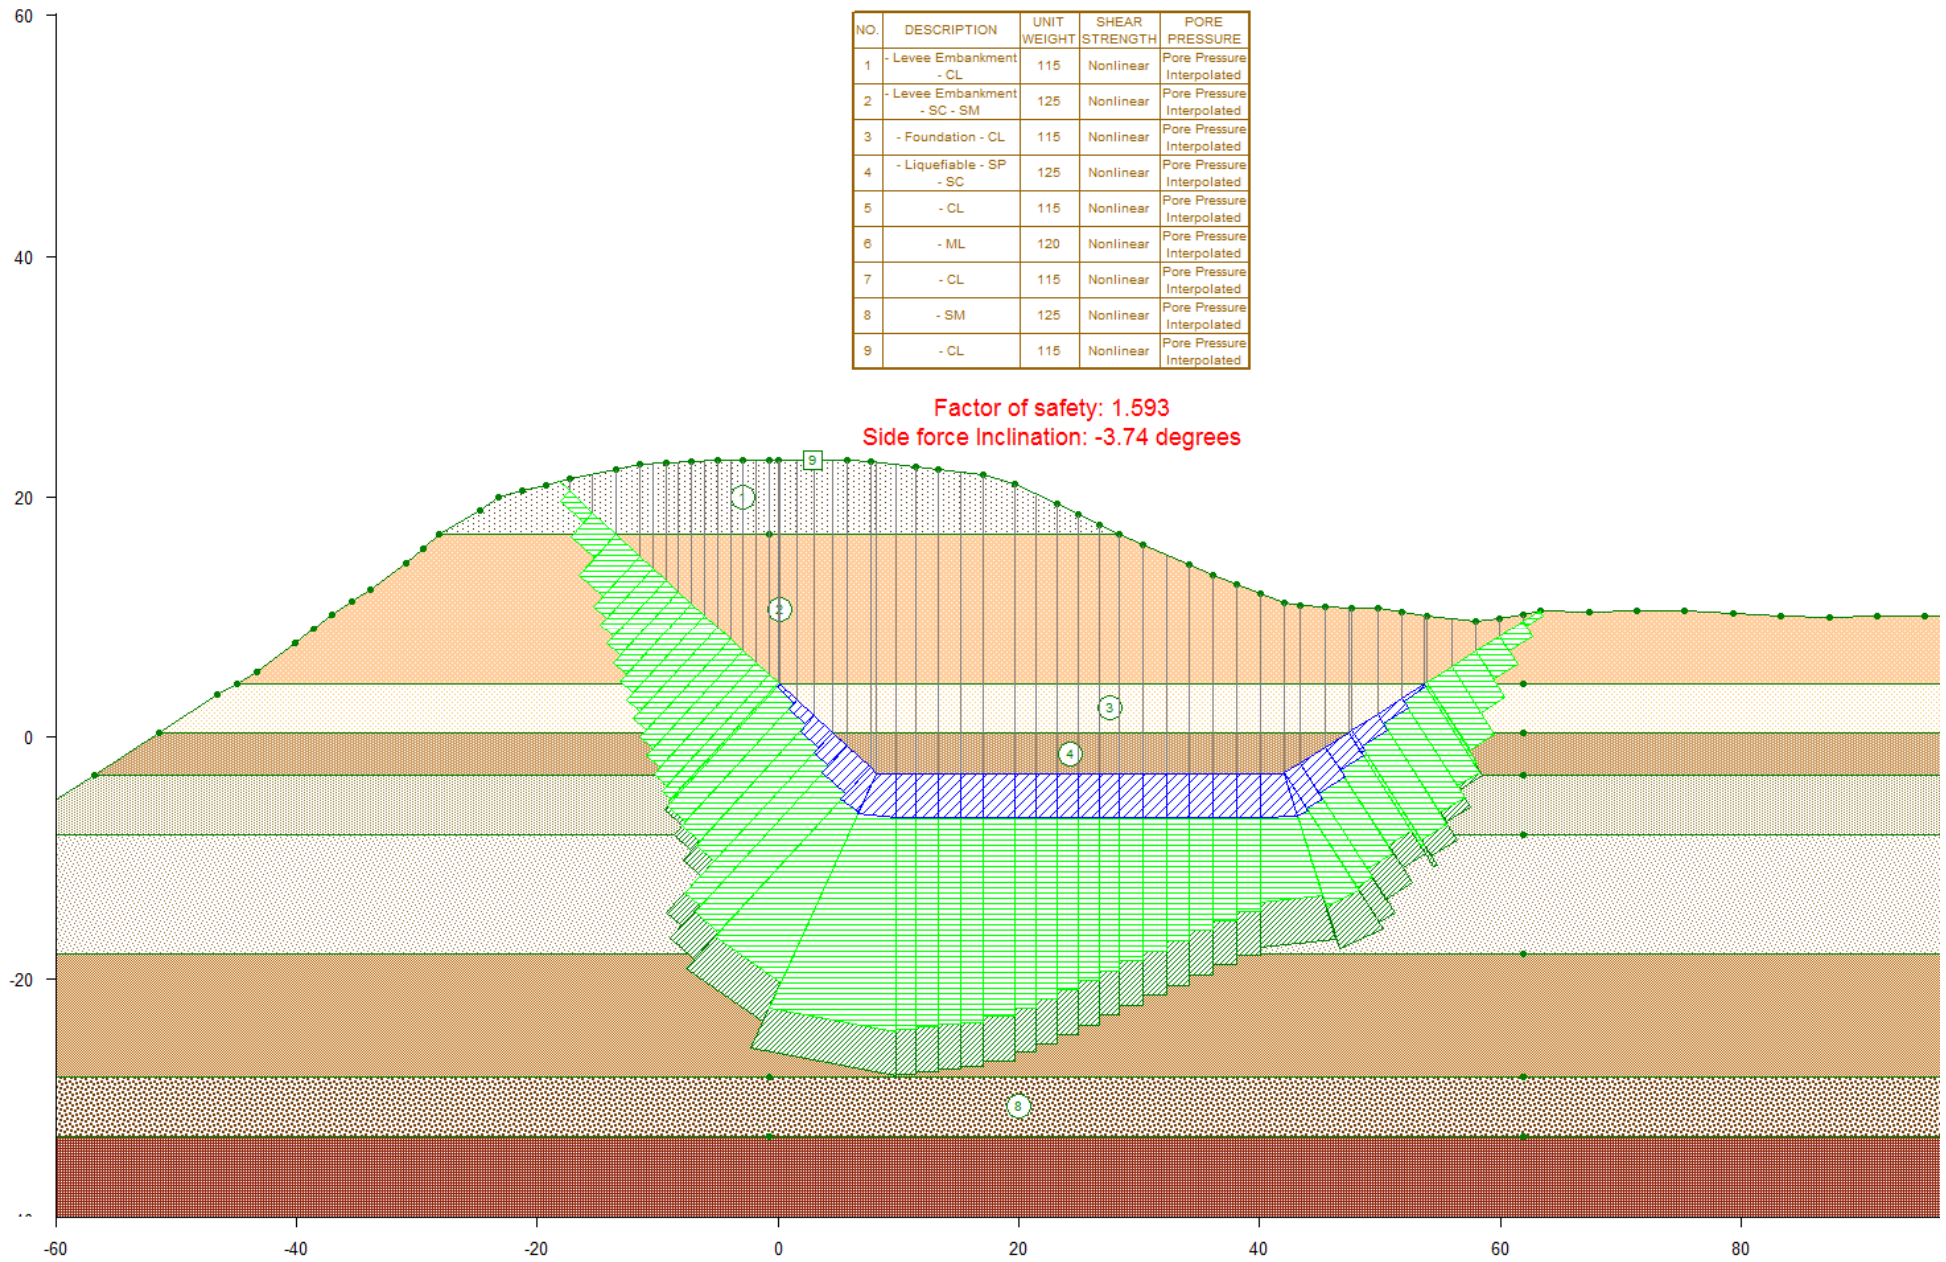 60
40
20
0
-20
-60
-40
-20
0
20
40
60
80
NO. DESCRIPTION UNIT WEIGHT SHEAR STRENGTH PORE PRESSURE
1 - Levee Embankment - CL 115 Nonlinear Pore Pressure Interpolated
2 - Levee Embankment - SC - SM 125 Nonlinear Pore Pressure Interpolated
3 - Foundation - CL 115 Nonlinear Pore Pressure Interpolated
4 - Liquefiable - SP - SC 125 Nonlinear Pore Pressure Interpolated
5 - CL 115 Nonlinear Pore Pressure Interpolated
6 - ML 120 Nonlinear Pore Pressure Interpolated
7 - CL 115 Nonlinear Pore Pressure Interpolated
8 - SM 125 Nonlinear Pore Pressure Interpolated
9 - CL 115 Nonlinear Pore Pressure Interpolated
Factor of safety: 1.593
Side force Inclination: -3.74 degrees
9
1
2
3
4
8